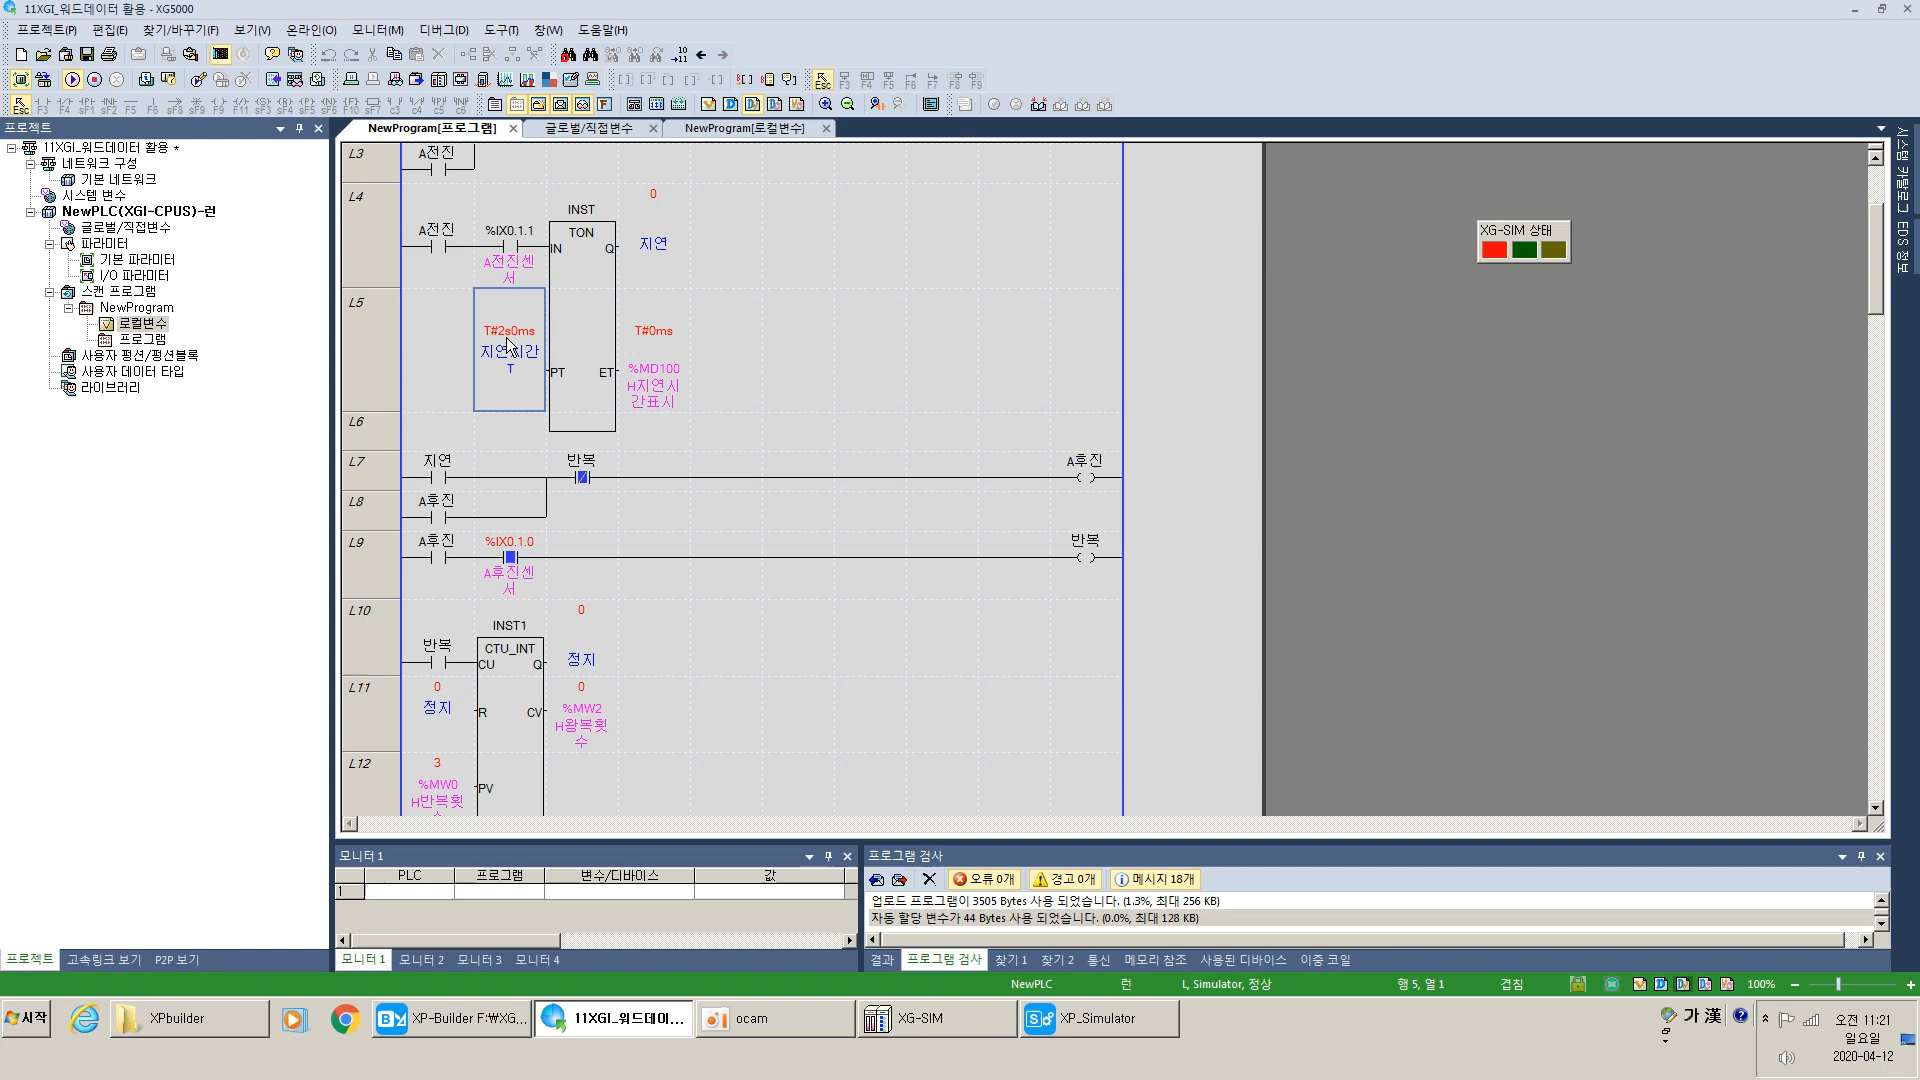 11XGI_워드데이터 활용 - XG5000
프로젝트(P) 편집(E) 찾기/바꾸기(F) 보기(V) 온라인(O) 모니터(M) 디버그(D) 도구(T) 창(W) 도움말(H)
프로젝트
NewProgram[프로그램]
글로벌/직접변수
NewProgram[로컬변수]
11XGI_워드데이터 활용 *
네트워크 구성
기본 네트워크
시스템 변수
NewPLC(XGI-CPUS)-런
글로벌/직접변수
파라미터
기본 파라미터
I/O 파라미터
스캔 프로그램
NewProgram
로컬변수
프로그램
사용자 펑션/펑션블록
사용자 데이터 타입
라이브러리
L3
A전진
L4
0
INST
A전진
%IX0.1.1
TON
IN Q
지연
A전진센
서
L5
T#2s0ms
T#0ms
T
PT ET
%MD100
H지연시
간표시
L6
L7
지연
반복
A후진
L8
A후진
L9
A후진
%IX0.1.0
반복
A후진센
서
L10
0
INST1
반복
CTU_INT
CU Q
정지
L11
0
0
정지
R CV
%MW2
H왕복횟
수
L12
3
%MW0
PV
H반복횟
XG-SIM 상태
시스템 카탈로그
EDS 정보
모니터 1
PLC 프로그램 변수/디바이스 값
1
모니터 1 모니터 2 모니터 3 모니터 4
프로그램 검사
오류 0개 경고 0개 메시지 18개
업로드 프로그램이 3505 Bytes 사용 되었습니다. (1.3%, 최대 256 KB)
자동 할당 변수가 44 Bytes 사용 되었습니다. (0.0%, 최대 128 KB)
결과 프로그램 검사 찾기 1 찾기 2 통신 메모리 참조 사용된 디바이스 이중 코일
프로젝트 고속링크 보기 P2P 보기
NewPLC 런 L, Simulator, 정상 행 5, 열 1 겹침 100%
시작
XPbuilder
XP-Builder F:₩XG...
11XGI_워드데이...
ocam
XG-SIM
XP_Simulator
가 漢
오전 11:21
일요일
2020-04-12